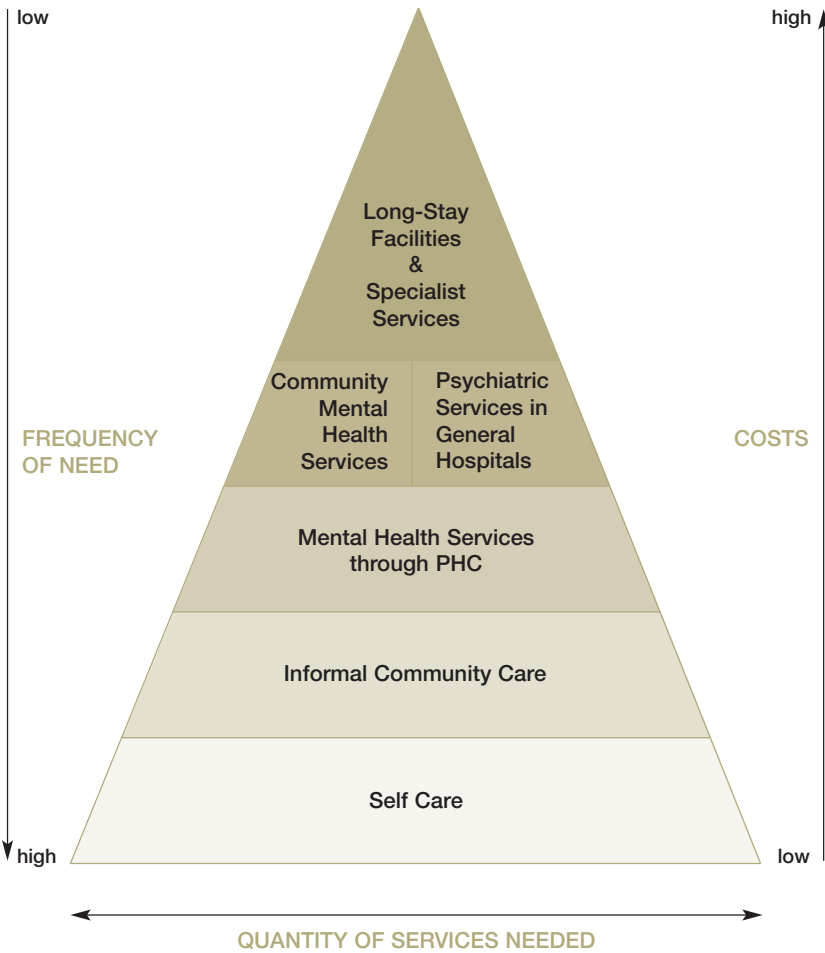 low
high
Long-Stay
Facilities
&
Specialist
Services
Community
Mental
Health
Services
Psychiatric
Services in
General
Hospitals
FREQUENCY
OF NEED
COSTS
Mental Health Services
through PHC
Informal Community Care
Self Care
high
low
QUANTITY OF SERVICES NEEDED